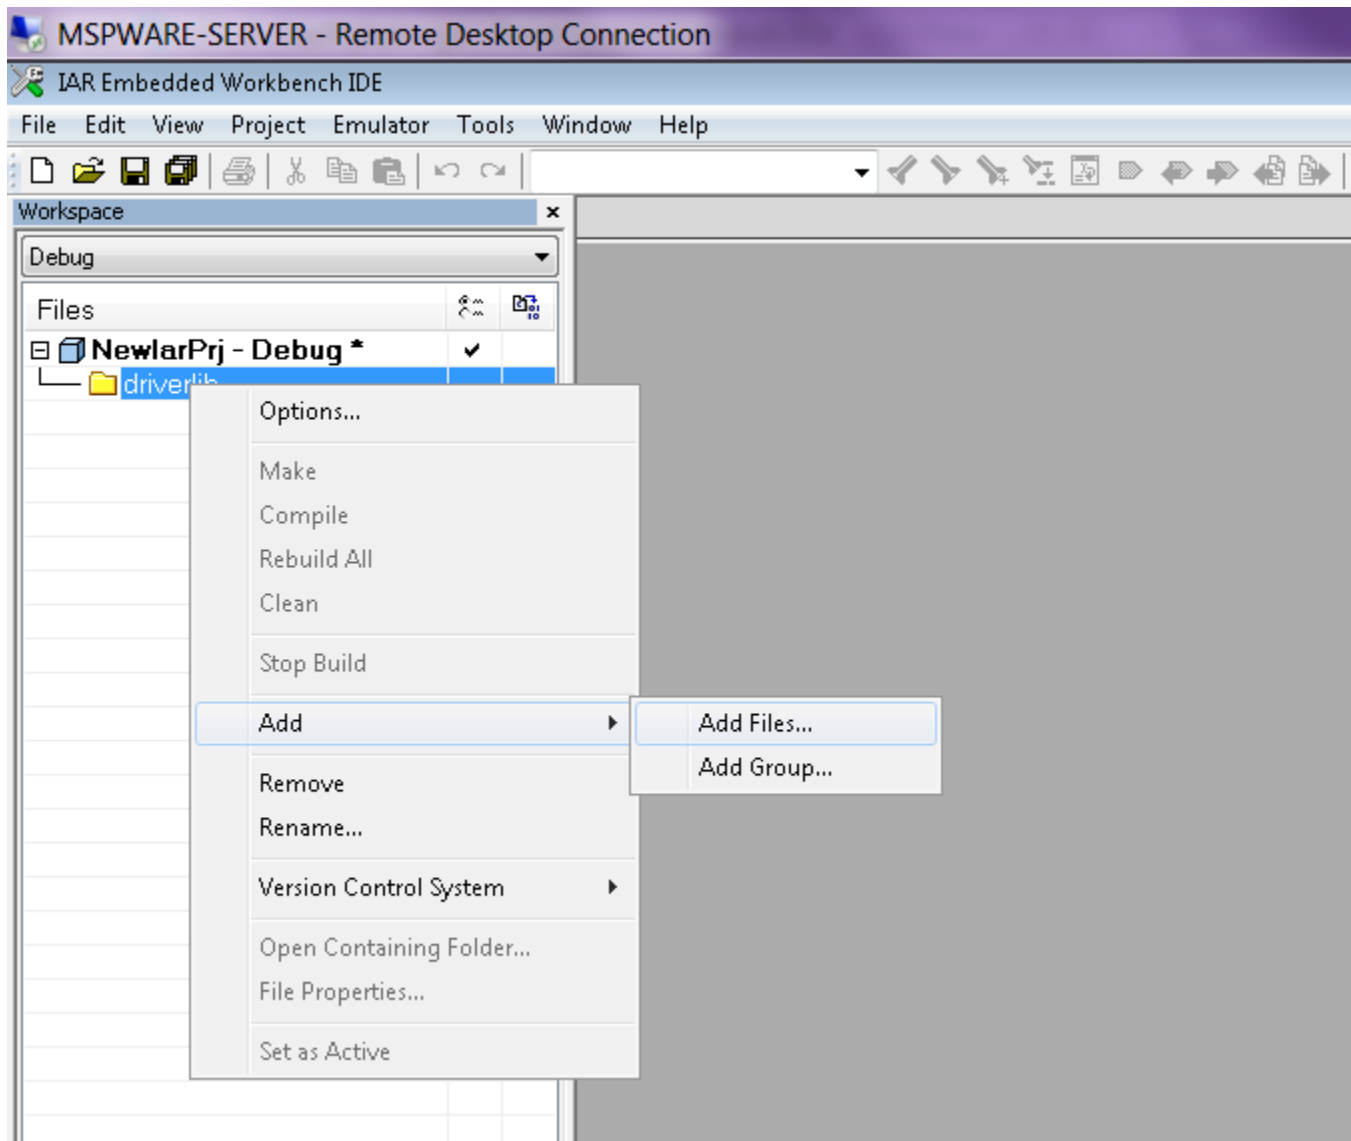 MSPWARE-SERVER - Remote Desktop Connection
IAR Embedded Workbench IDE
File Edit View Project Emulator Tools Window Help
Workspace
Debug
Files
NewIarPrj - Debug *
driverlib
Options...
Make
Compile
Rebuild All
Clean
Stop Build
Add
Add Files...
Add Group...
Remove
Rename...
Version Control System
Open Containing Folder...
File Properties...
Set as Active